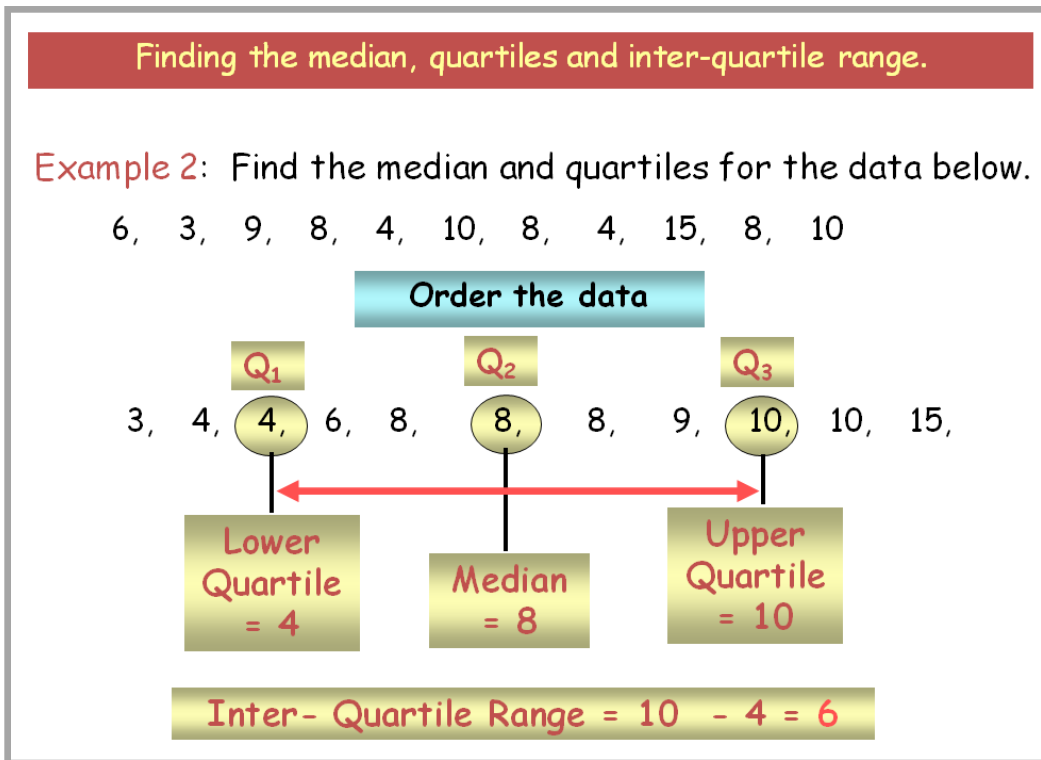 Finding the median, quartiles and inter-quartile range.
Example 2: Find the median and quartiles for the data below.
6, 3, 9, 8, 4, 10, 8, 4, 15, 8, 10
Order the data
Q₁ Q₂ Q₃
3, 4, 4, 6, 8, 8, 8, 9, 10, 10, 15,
Lower
Quartile
= 4
Median
= 8
Upper
Quartile
= 10
Inter- Quartile Range = 10 - 4 = 6